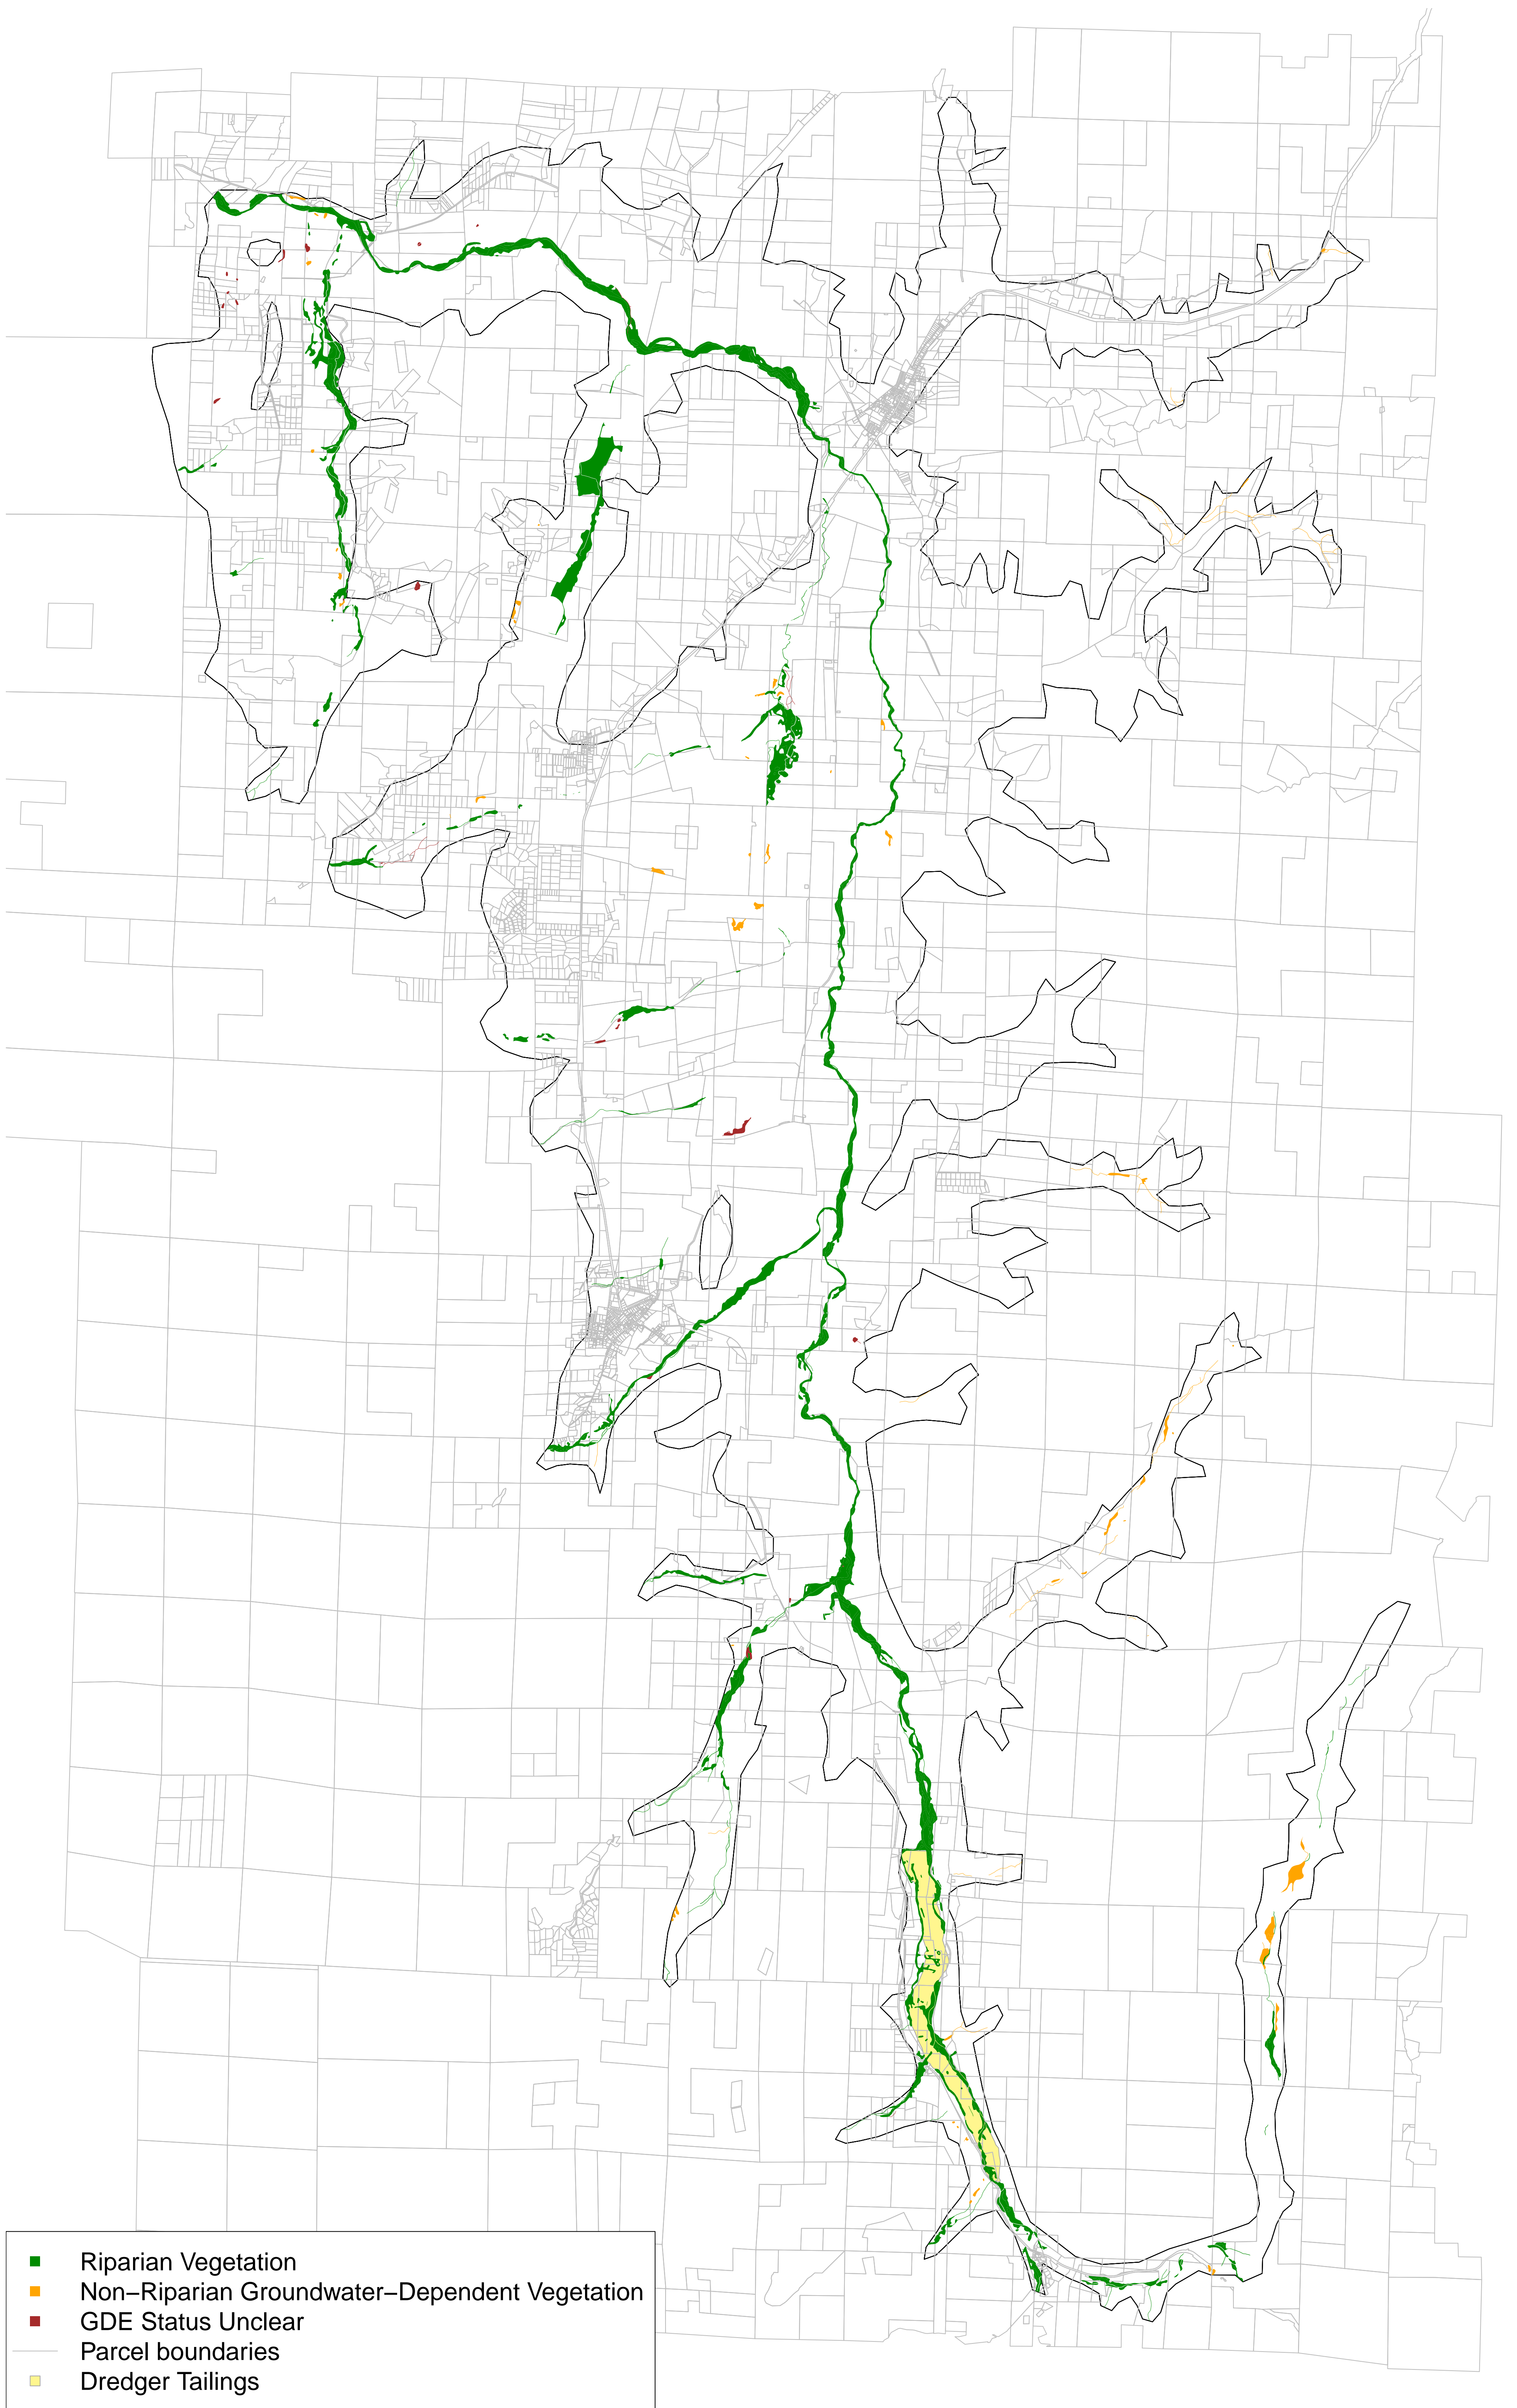 Riparian Vegetation
Non−Riparian Groundwater−Dependent Vegetation
GDE Status Unclear
Parcel boundaries
Dredger Tailings